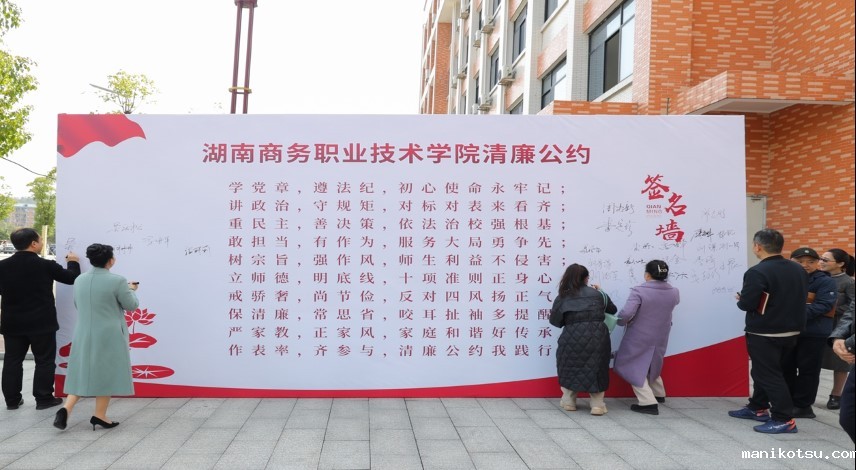 湖南商务职业技术学院清廉公约
学党章，遵法纪，初心使命永牢记；
讲政治，守规矩，对标对表来看齐；
重民主，善决策，依法治校强根基；
敢担当，有作为，服务大局勇争先；
树宗旨，强作风，师生利益不侵害；
立师德，明底线，十项准则正身心
戒骄奢，尚节俭，反对四风扬正气
保清廉，常思省，咬耳扯袖多提醒
严家教，正家风，家庭和谐好传承
作表率，齐参与，清廉公约我践行
签名墙
QIAN
MING
manikotsu.com